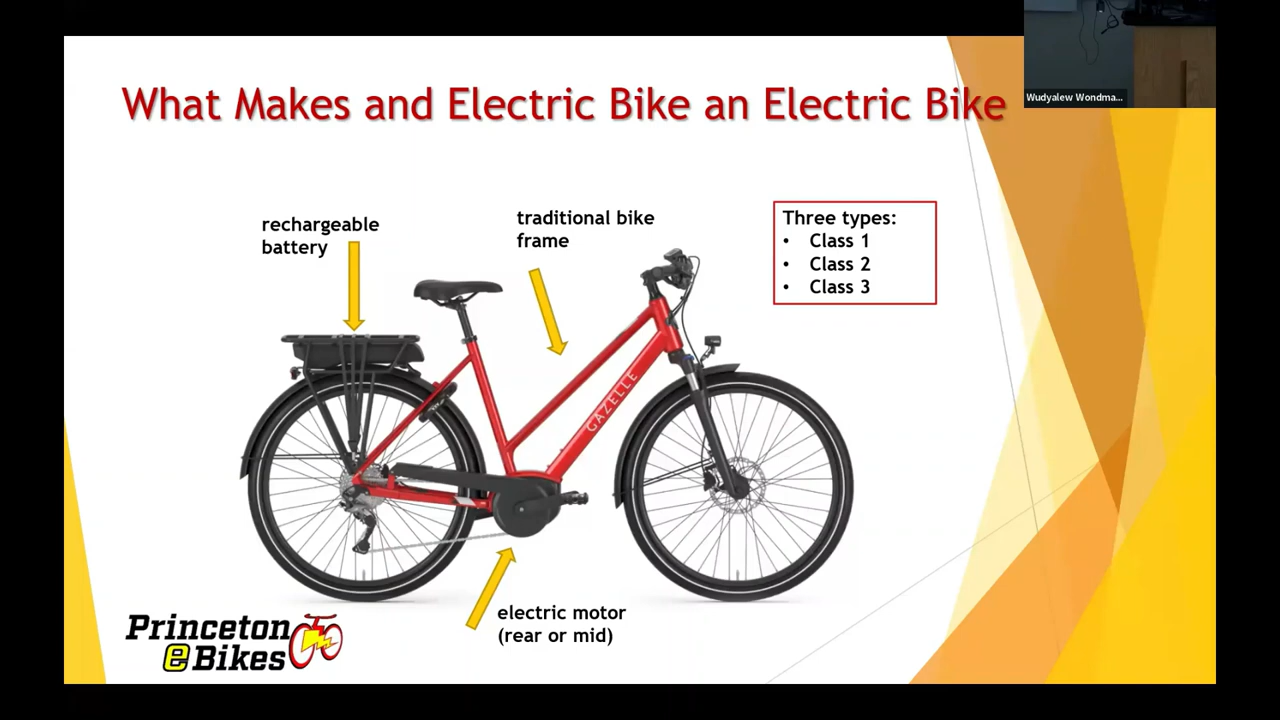 What Makes and Electric Bike an Electric Bike
Wudyalew Wondma...
rechargeable
battery
traditional bike
frame
Three types:
• Class 1
• Class 2
• Class 3
GAZELLE
electric motor
(rear or mid)
Princeton
eBikes